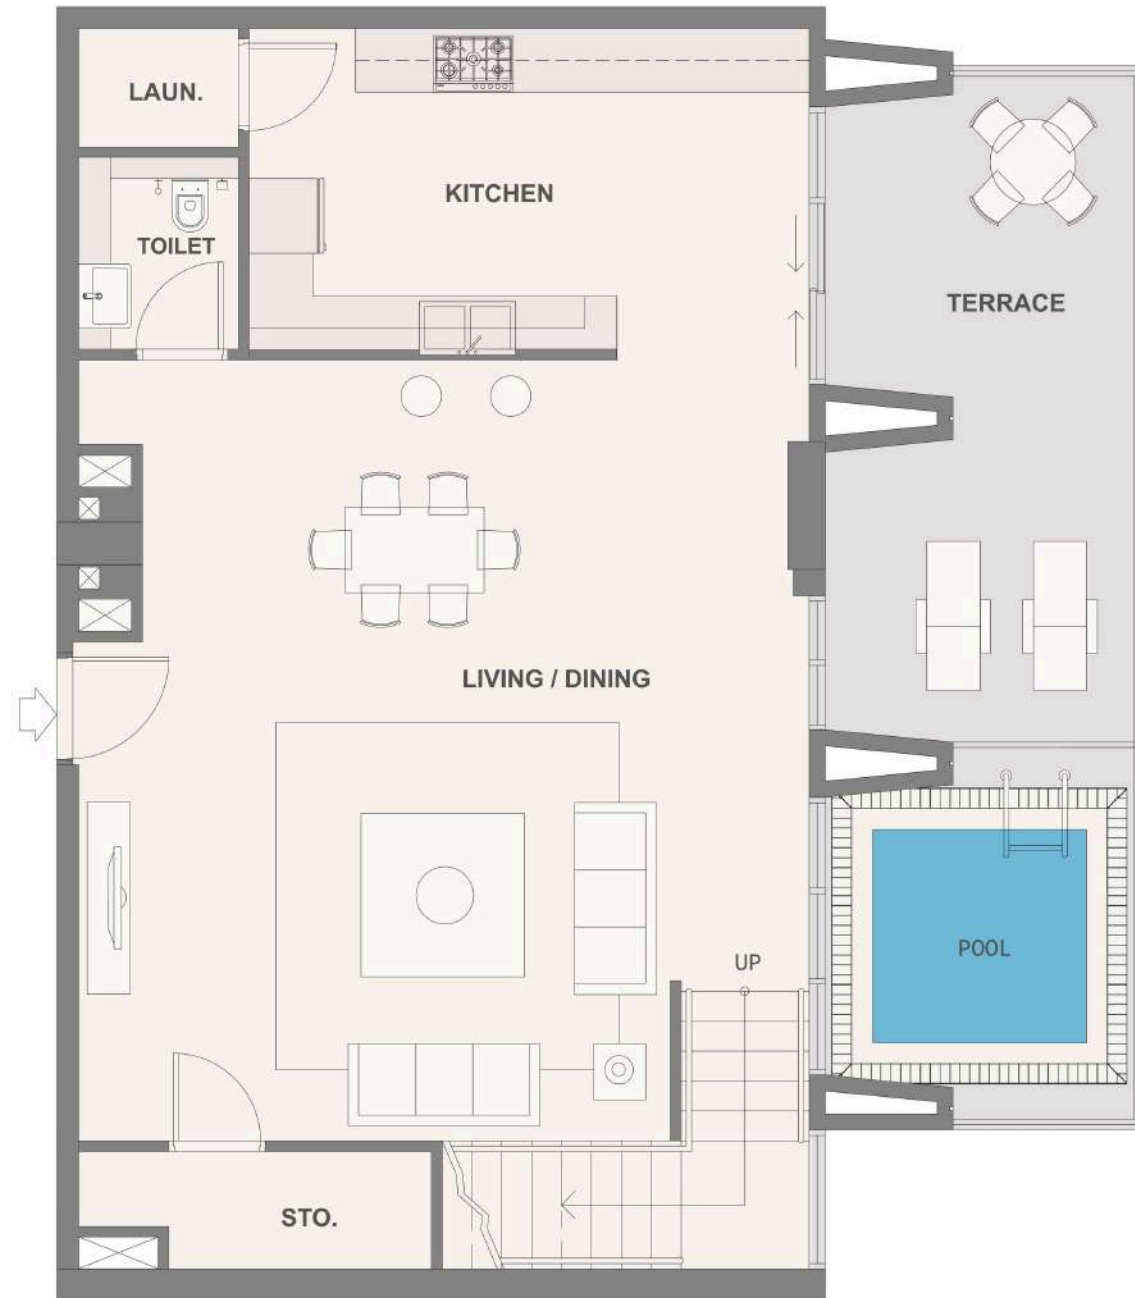 LAUN.
KITCHEN
TOILET
TERRACE
LIVING / DINING
POOL
UP
STO.